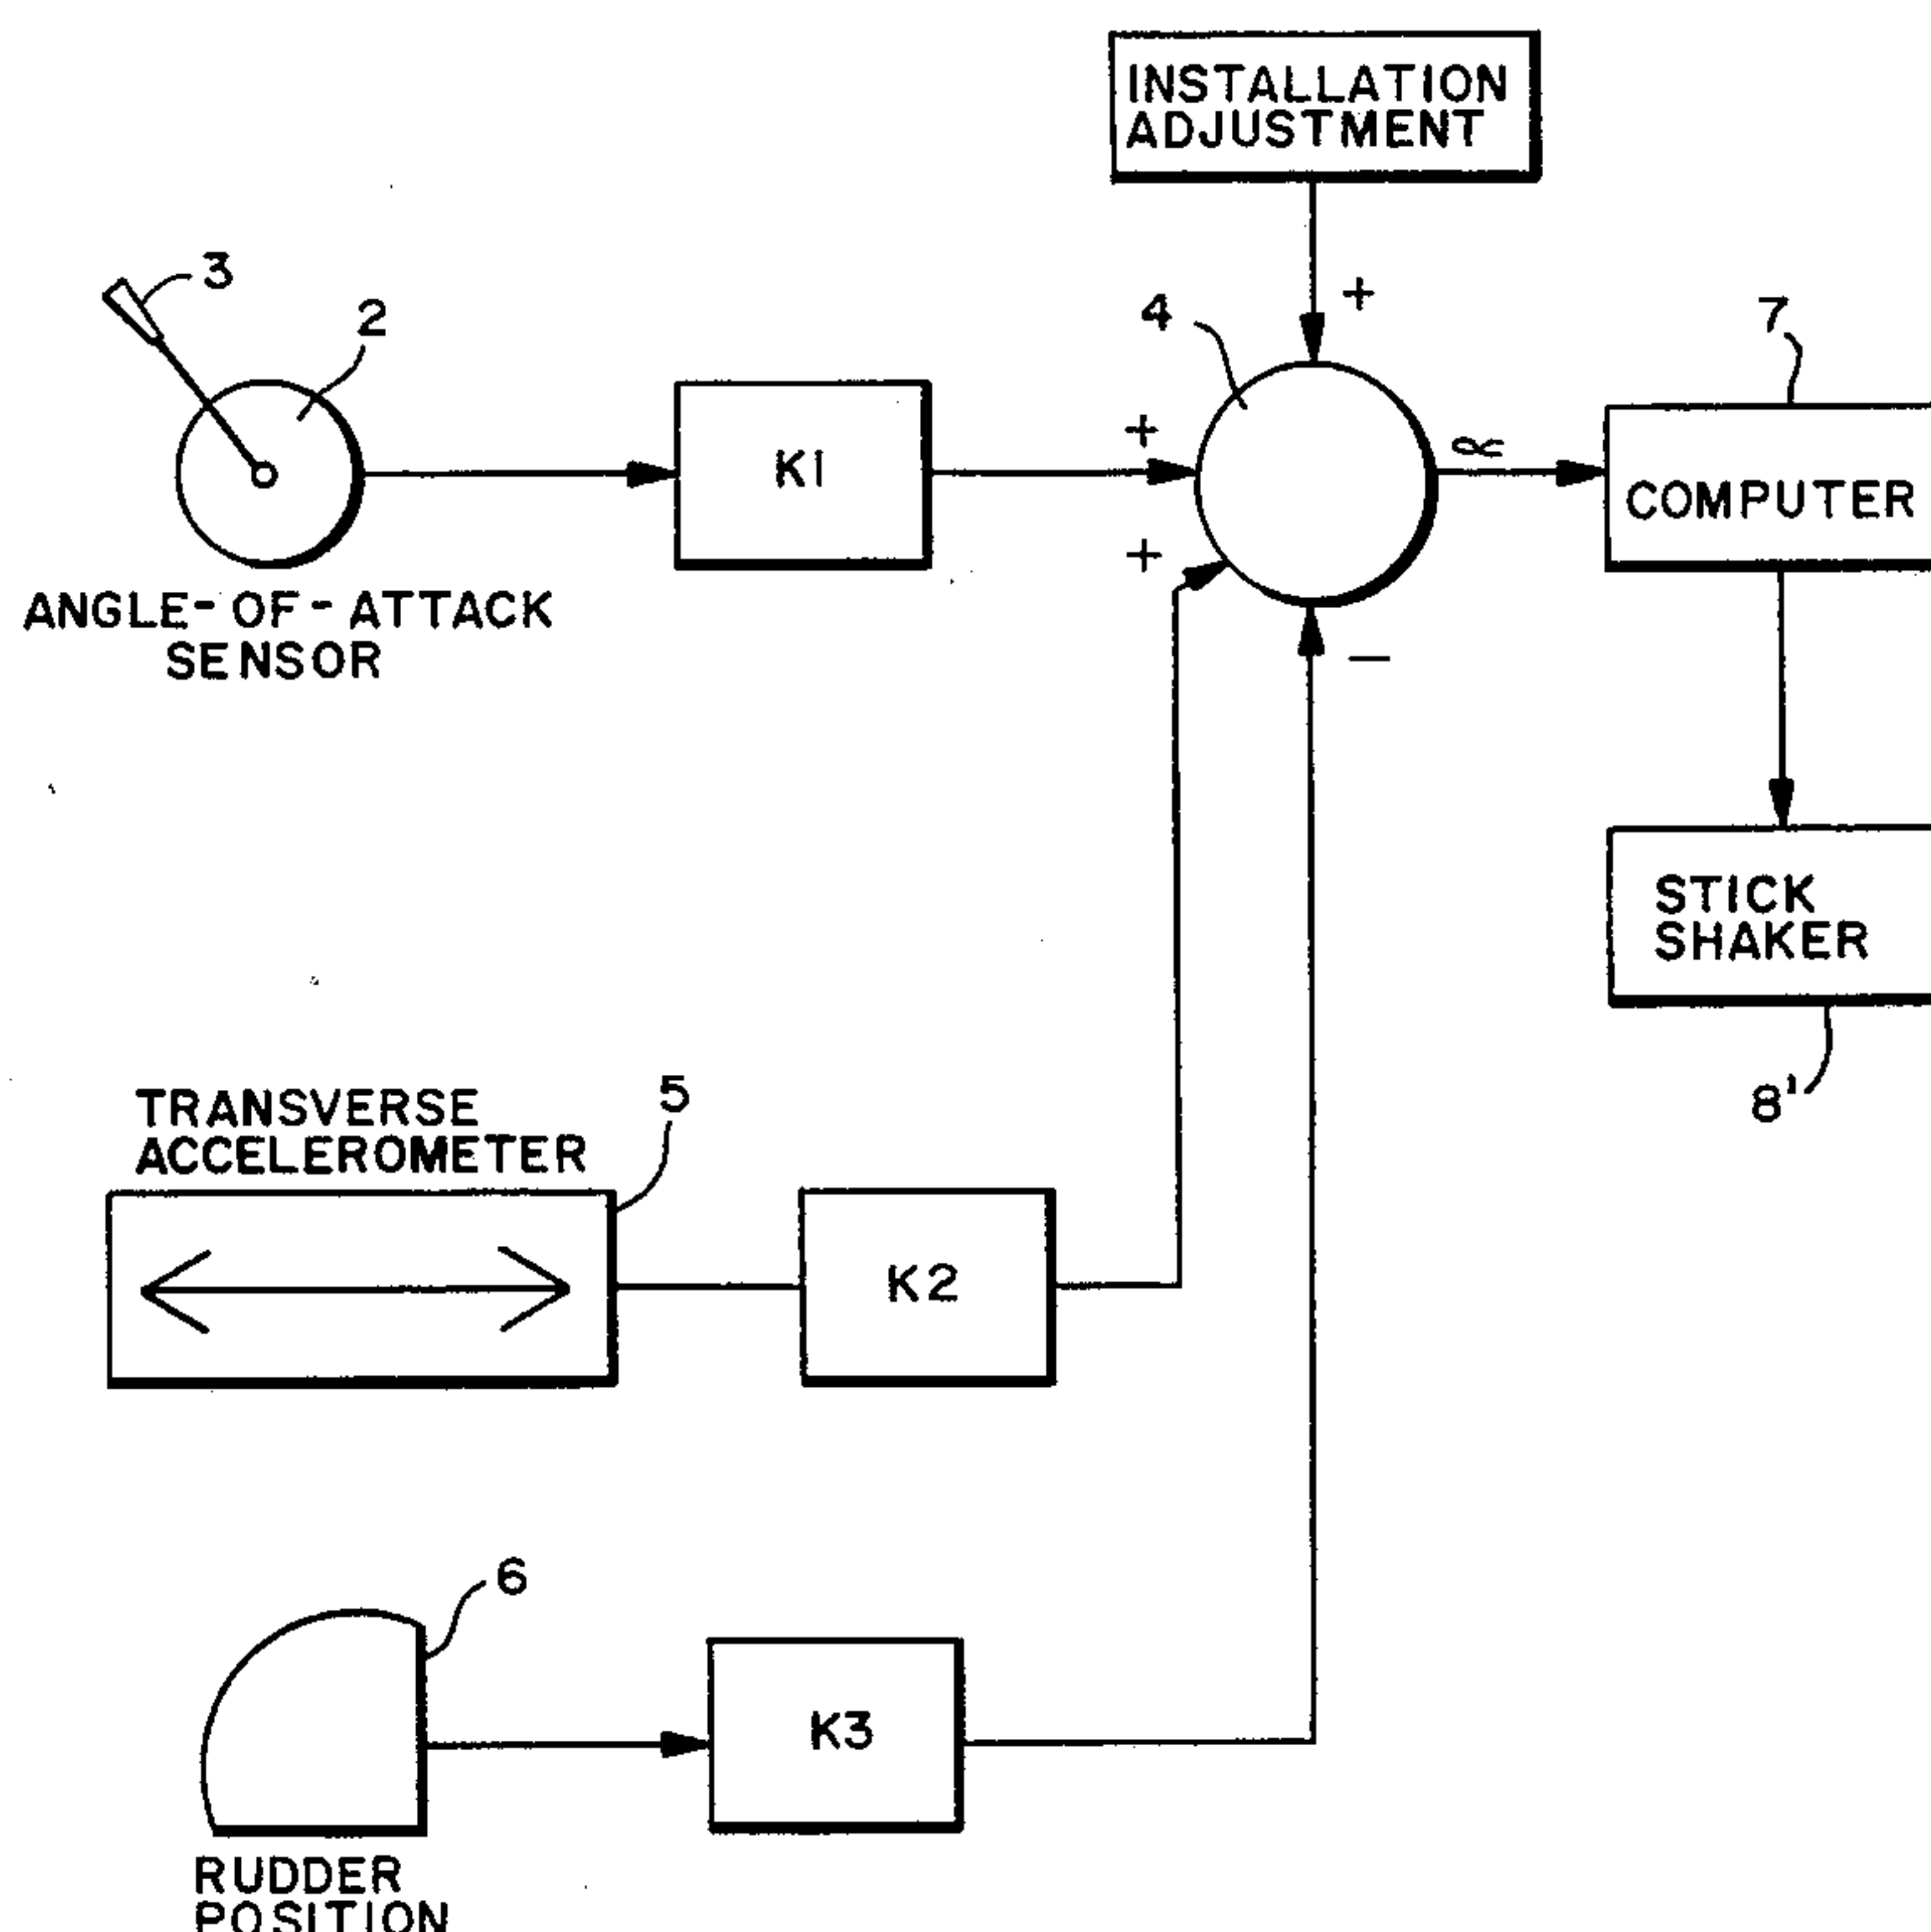 INSTALLATION
ADJUSTMENT
3
2
4
+
7
+
K1
∝
COMPUTER
+
ANGLE-OF-ATTACK
SENSOR
−
STICK
SHAKER
8'
TRANSVERSE
ACCELEROMETER
5
K2
6
K3
RUDDER
POSITION